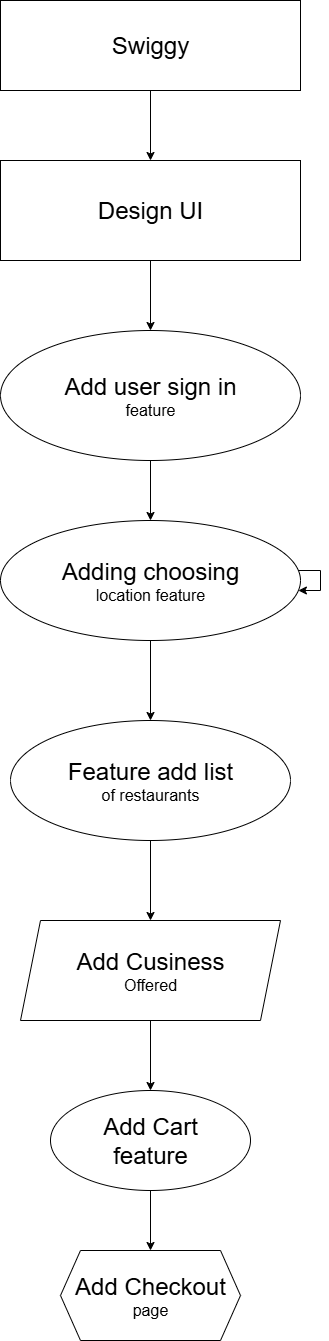 Swiggy
Design UI
Add user sign in
feature
Adding choosing
location feature
Feature add list
of restaurants
Add Cusiness
Offered
Add Cart
feature
Add Checkout
page